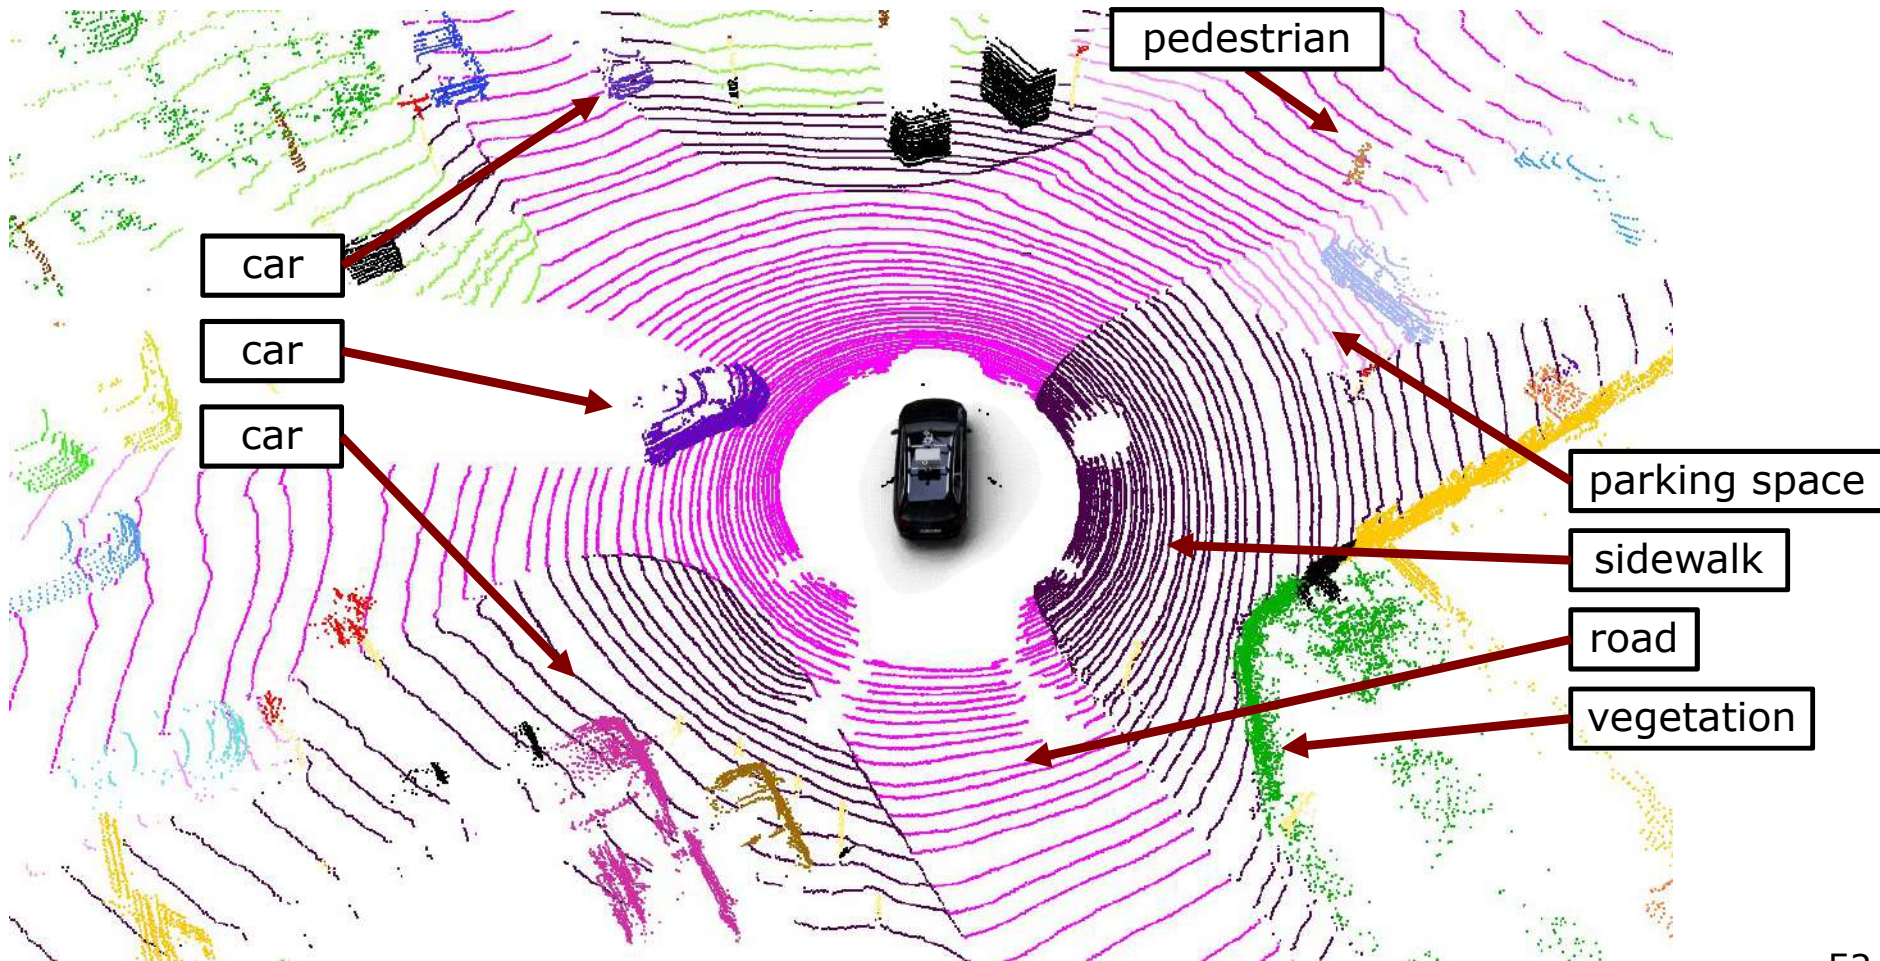 pedestrian
car
car
car
parking space
sidewalk
road
vegetation